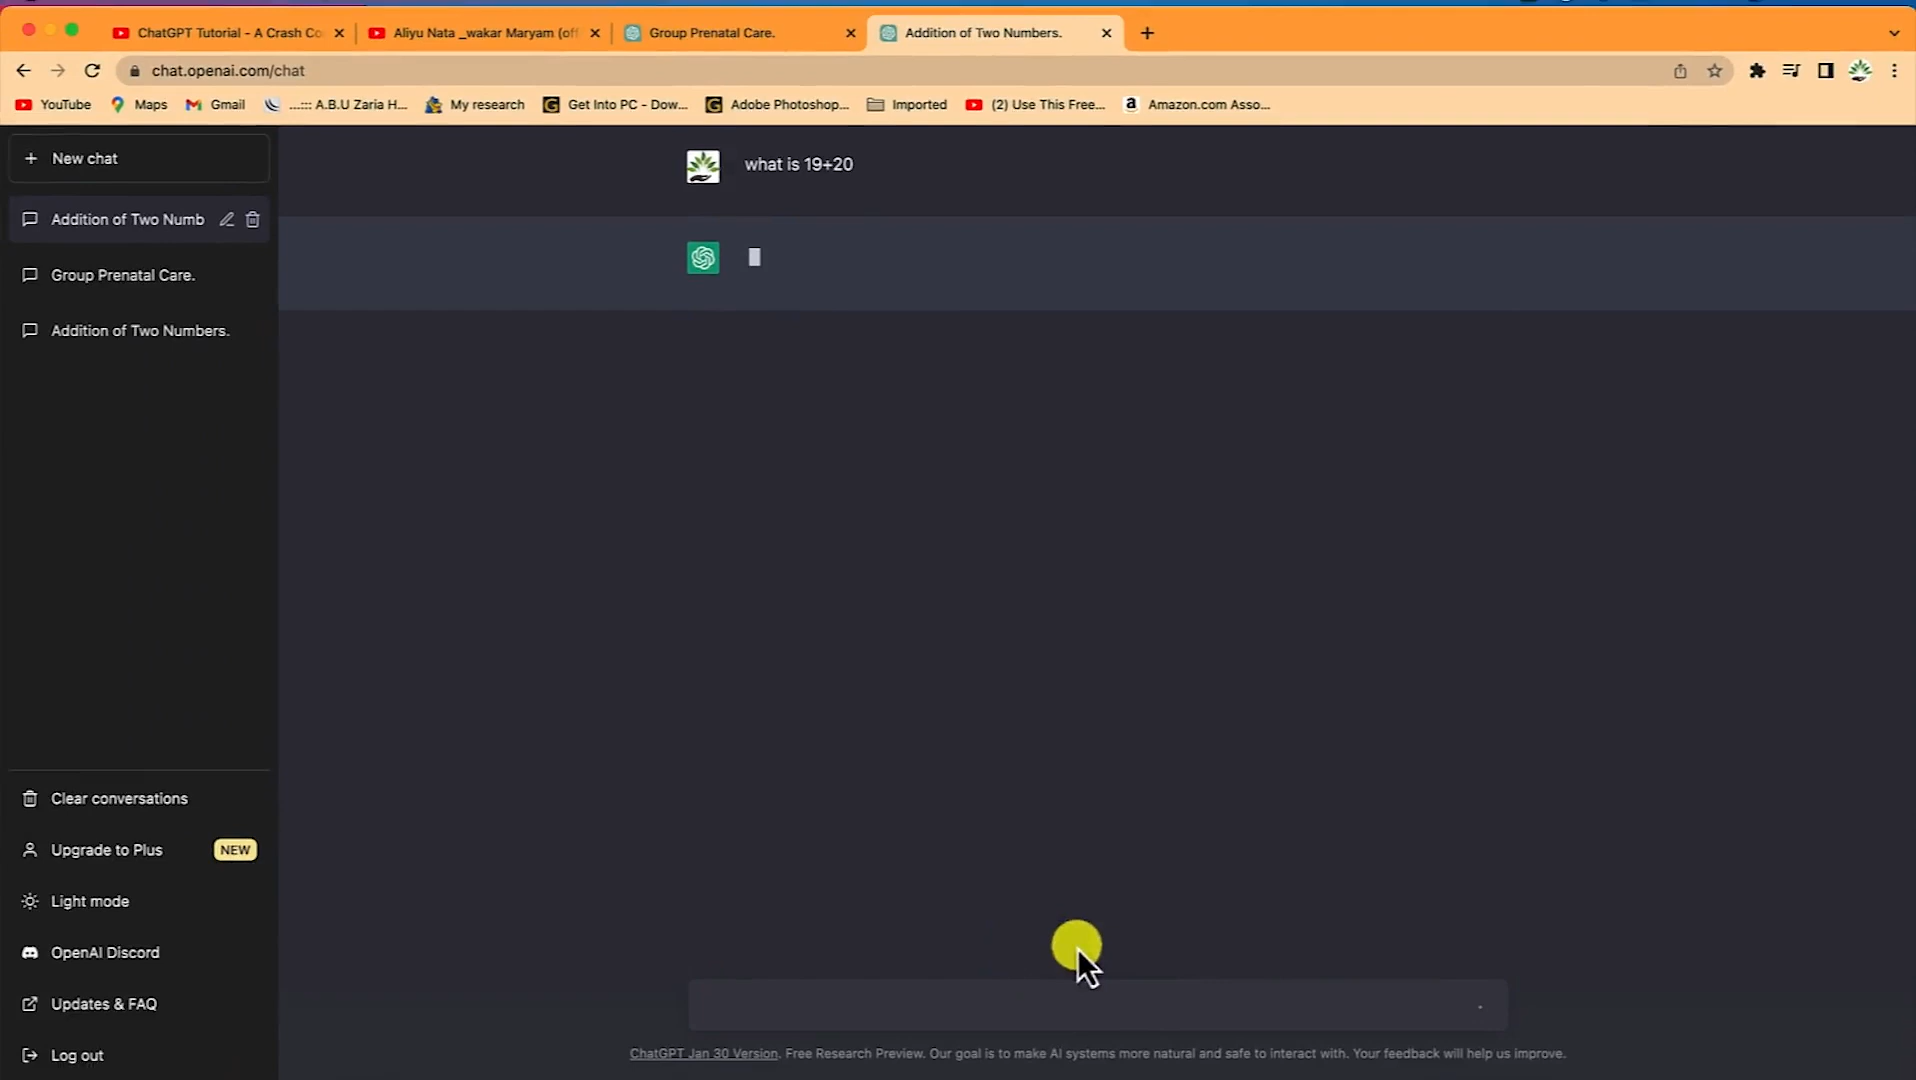 ChatGPT Tutorial - A Crash Co
Aliyu Nata _wakar Maryam (off
Group Prenatal Care.
Addition of Two Numbers.
chat.openai.com/chat
YouTube
Maps
Gmail
...::: A.B.U Zaria H...
My research
Get Into PC - Dow...
Adobe Photoshop...
Imported
(2) Use This Free...
Amazon.com Asso...
New chat
Addition of Two Numb
Group Prenatal Care.
Addition of Two Numbers.
what is 19+20
Clear conversations
Upgrade to Plus
NEW
Light mode
OpenAI Discord
Updates & FAQ
Log out
ChatGPT Jan 30 Version. Free Research Preview. Our goal is to make AI systems more natural and safe to interact with. Your feedback will help us improve.